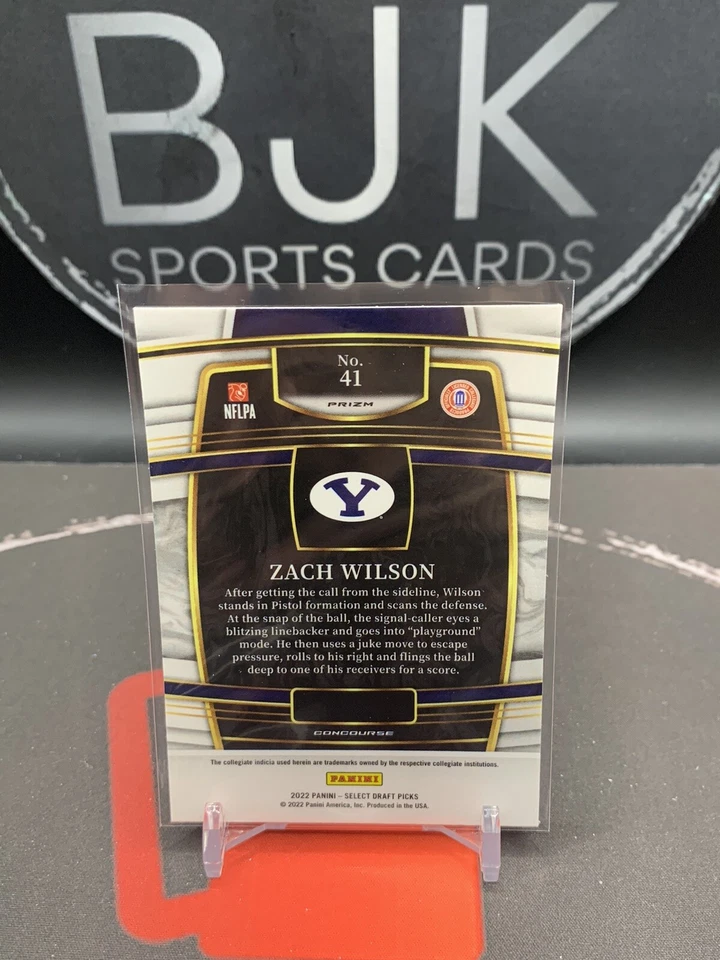 BJK
SPORTS CARDS
No.
41
PRIZM
NFLPA
Y
ZACH WILSON
After getting the call from the sideline, Wilson
stands in Pistol formation and scans the defense.
At the snap of the ball, the signal-caller eyes a
blitzing linebacker and goes into “playground”
mode. He then uses a juke move to escape
pressure, rolls to his right and flings the ball
deep to one of his receivers for a score.
CONCOURSE
The collegiate indicia used herein are trademarks owned by the respective collegiate institutions.
PANINI
2022 PANINI – SELECT DRAFT PICKS
© 2022 Panini America, Inc. Produced in the USA.